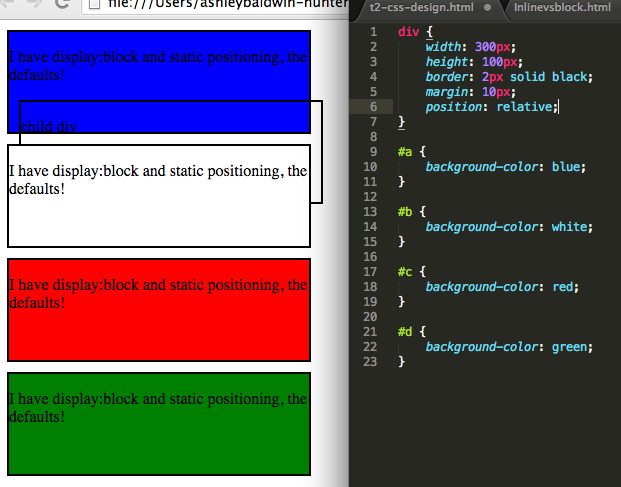 file:///Users/ashleybaldwin-hunter
I have display:block and static positioning, the
defaults!
child div
I have display:block and static positioning, the
defaults!
I have display:block and static positioning, the
defaults!
I have display:block and static positioning, the
defaults!
t2-css-design.html
Inlinevsblock.html
1 div {
2 width: 300px;
3 height: 100px;
4 border: 2px solid black;
5 margin: 10px;
6 position: relative;
7 }
8
9 #a {
10 background-color: blue;
11 }
12
13 #b {
14 background-color: white;
15 }
16
17 #c {
18 background-color: red;
19 }
20
21 #d {
22 background-color: green;
23 }